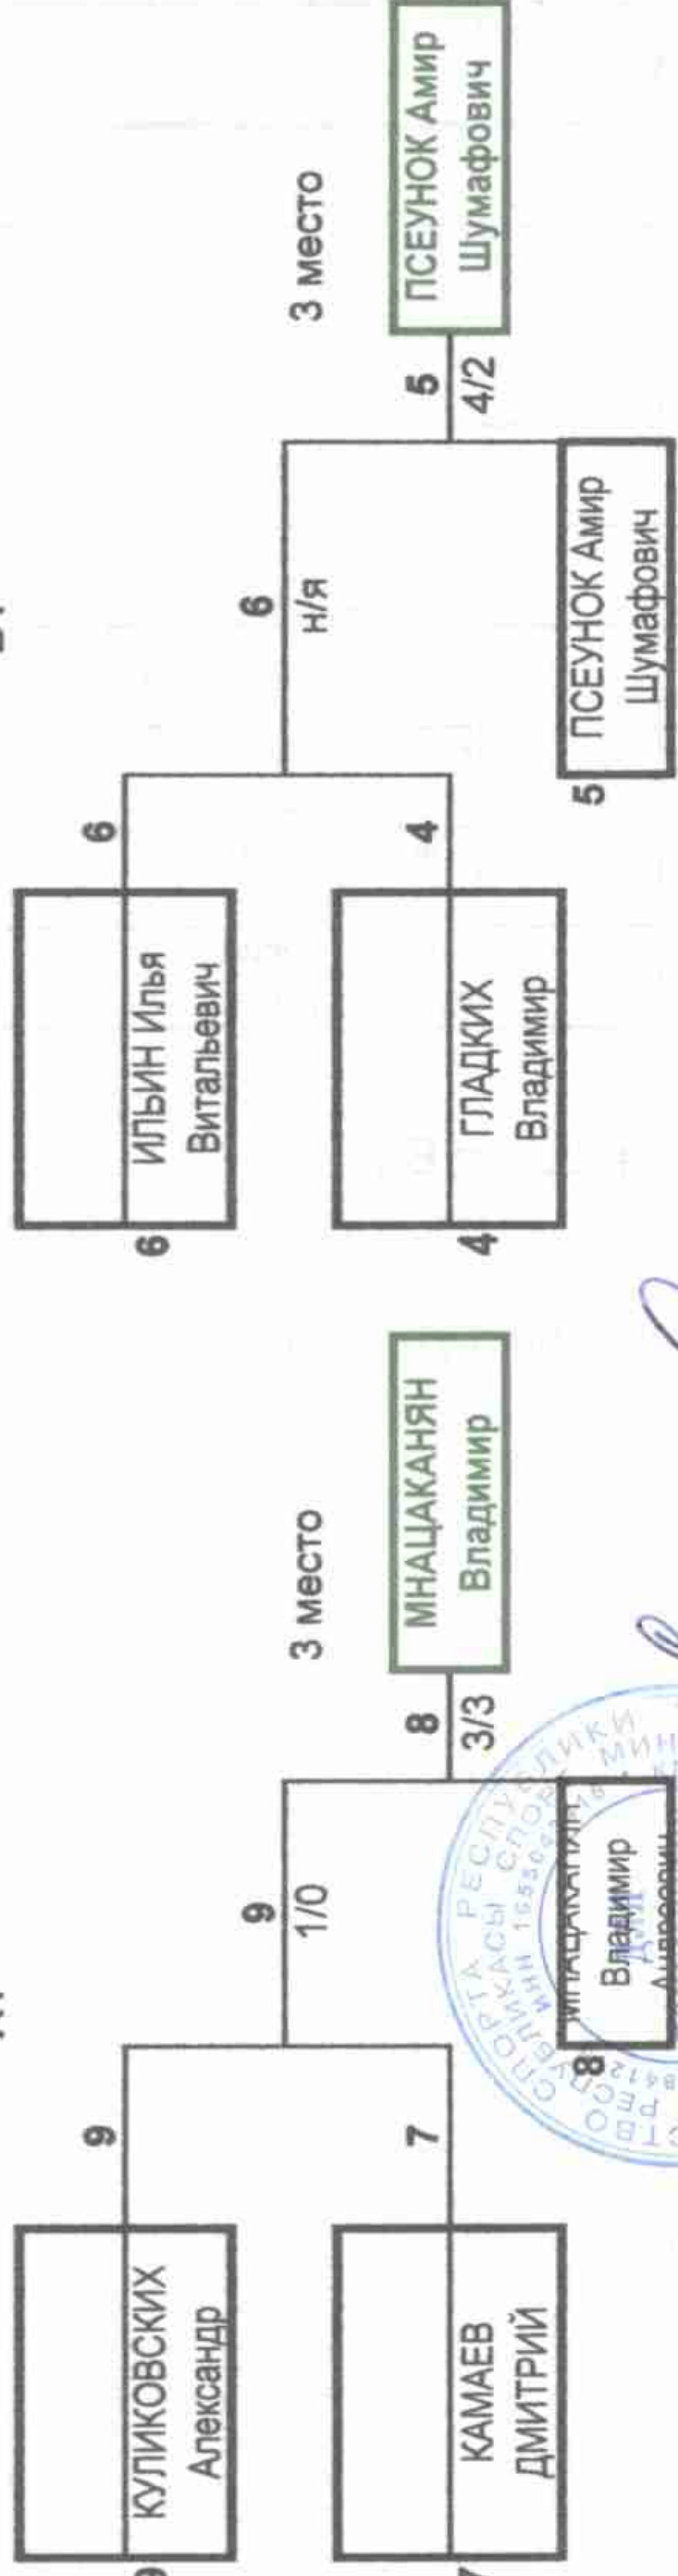 9
КУЛИКОВСКИХ
Александр
9
7
КАМАЕВ
ДМИТРИЙ
7
9
1/0
8
Владимир
3 место
8
3/3
МНАЦАКАНЯН
Владимир
6
ИЛЬИН Илья
Витальевич
6
4
ГЛАДКИХ
Владимир
4
6
н/я
5
ПСЕУНОК Амир
Шумафович
3 место
5
4/2
ПСЕУНОК Амир
Шумафович